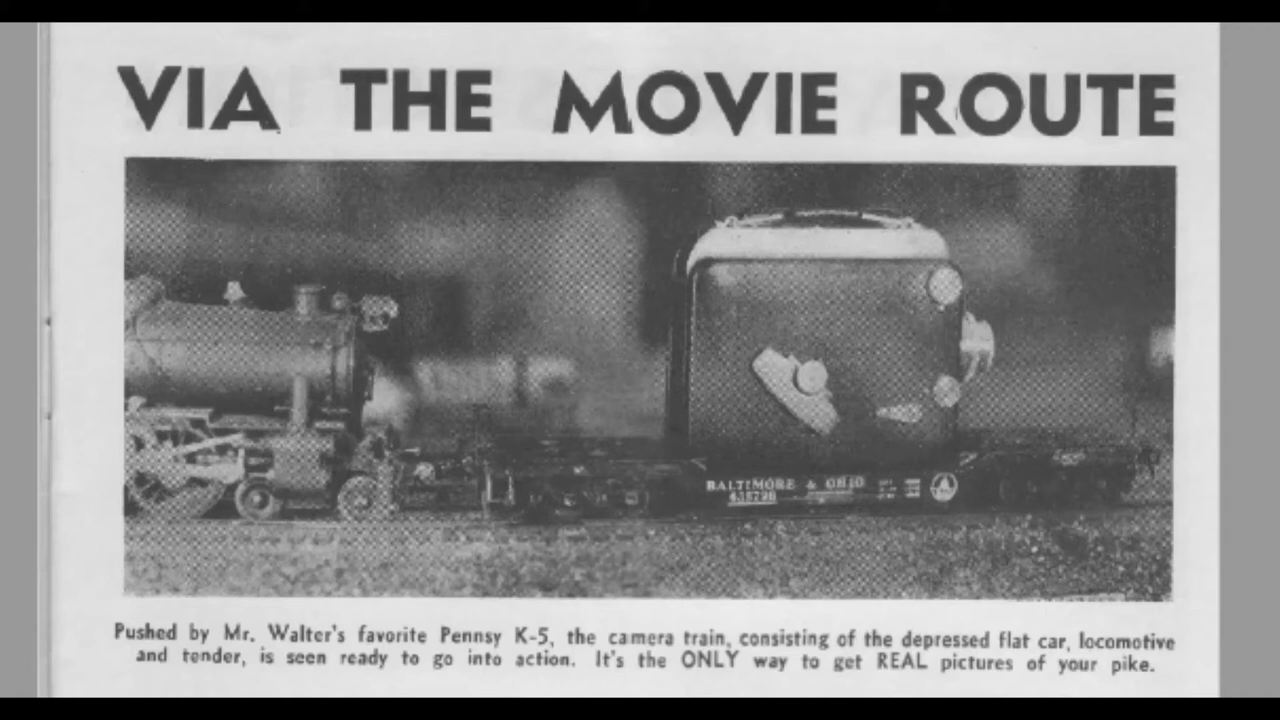 VIA THE MOVIE ROUTE
BALTIMORE & OHIO
Pushed by Mr. Walter's favorite Pennsy K-5, the camera train, consisting of the depressed flat car, locomotive
and tender, is seen ready to go into action. It's the ONLY way to get REAL pictures of your pike.